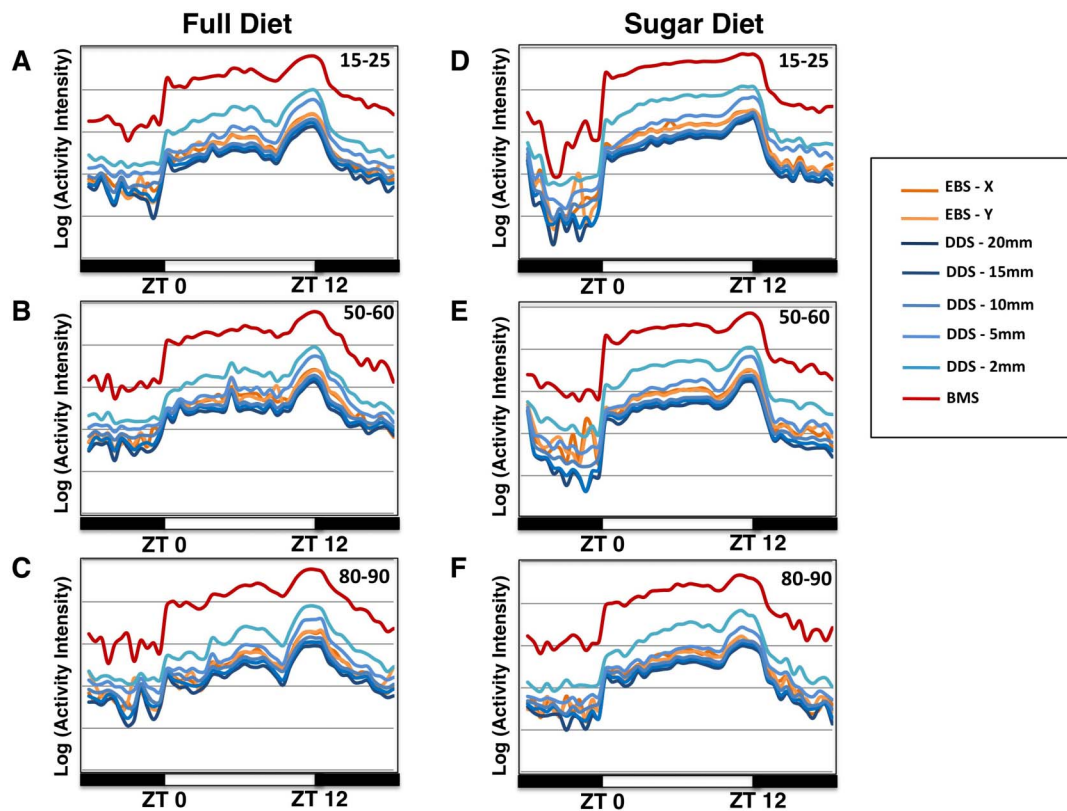 Full Diet
Sugar Diet
A
15-25
Log (Activity Intensity)
ZT 0
ZT 12
D
15-25
Log (Activity Intensity)
ZT 0
ZT 12
B
50-60
Log (Activity Intensity)
ZT 0
ZT 12
E
50-60
Log (Activity Intensity)
ZT 0
ZT 12
C
80-90
Log (Activity Intensity)
ZT 0
ZT 12
F
80-90
Log (Activity Intensity)
ZT 0
ZT 12
EBS - X
EBS - Y
DDS - 20mm
DDS - 15mm
DDS - 10mm
DDS - 5mm
DDS - 2mm
BMS